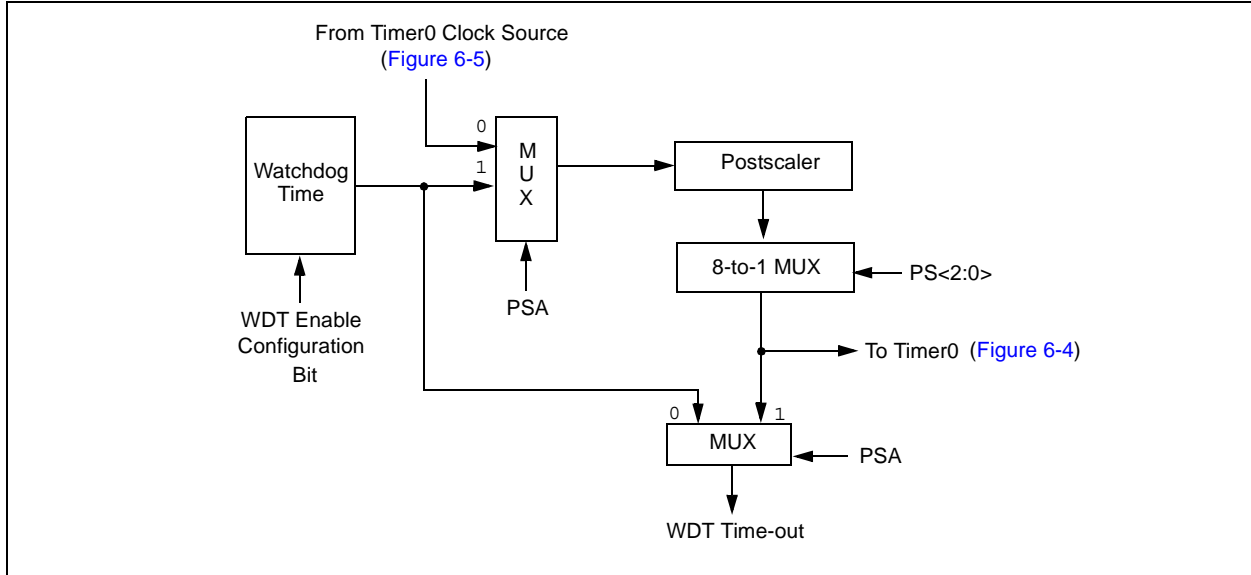 From Timer0 Clock Source
(Figure 6-5)
0
1
M
U
X
Watchdog
Time
Postscaler
8-to-1 MUX
PS<2:0>
PSA
WDT Enable
Configuration
Bit
To Timer0 (Figure 6-4)
0
1
MUX
PSA
WDT Time-out